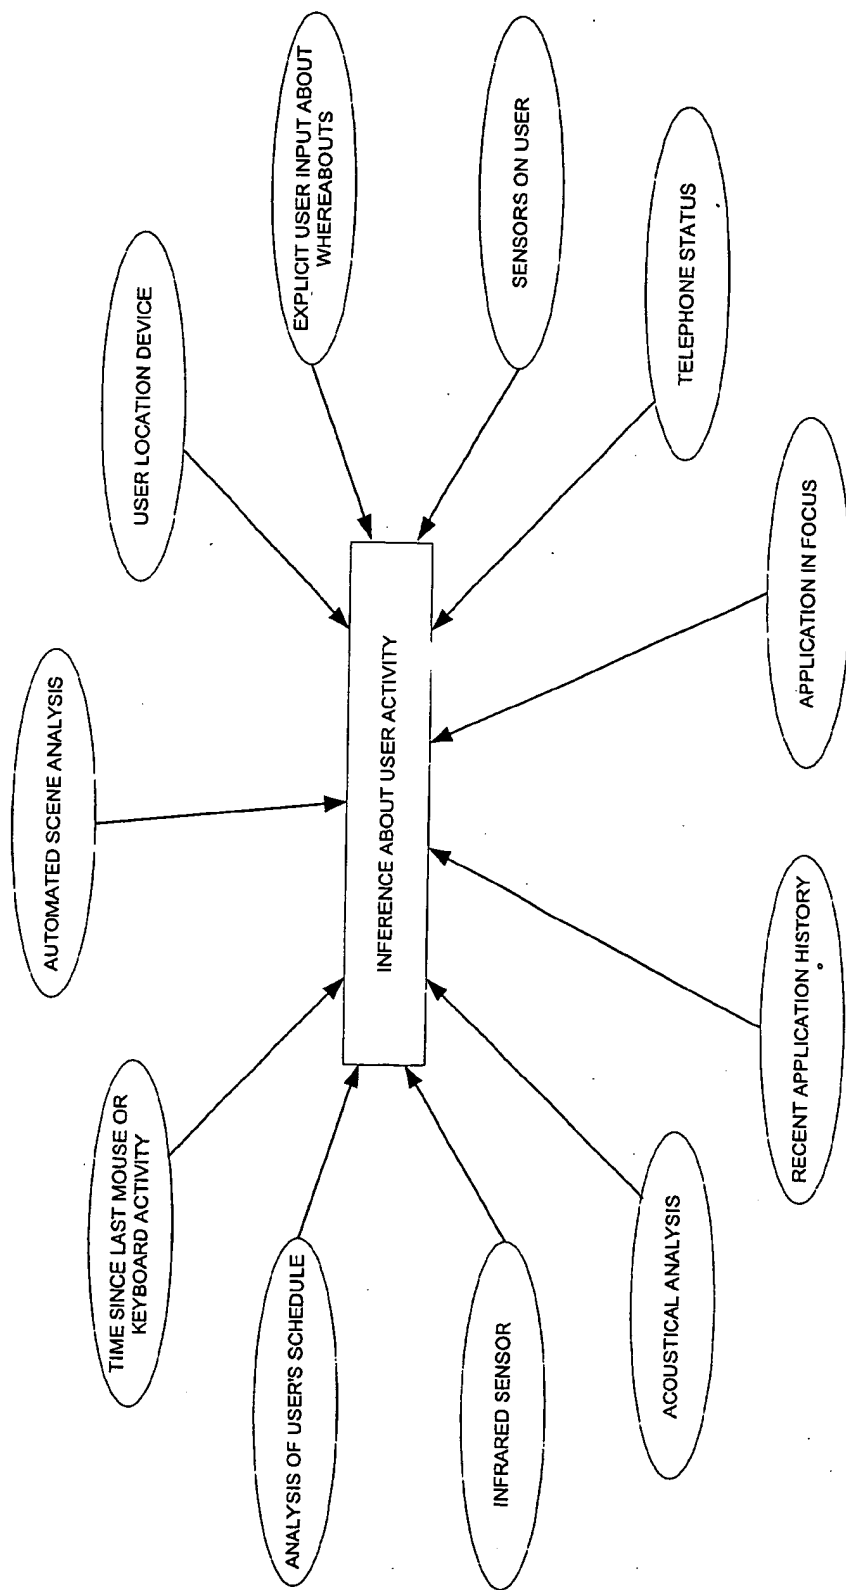 AUTOMATED SCENE ANALYSIS
TIME SINCE LAST MOUSE OR
KEYBOARD ACTIVITY
USER LOCATION DEVICE
ANALYSIS OF USER'S SCHEDULE
EXPLICIT USER INPUT ABOUT
WHEREABOUTS
INFERENCE ABOUT USER ACTIVITY
INFRARED SENSOR
SENSORS ON USER
ACOUSTICAL ANALYSIS
TELEPHONE STATUS
RECENT APPLICATION HISTORY
APPLICATION IN FOCUS